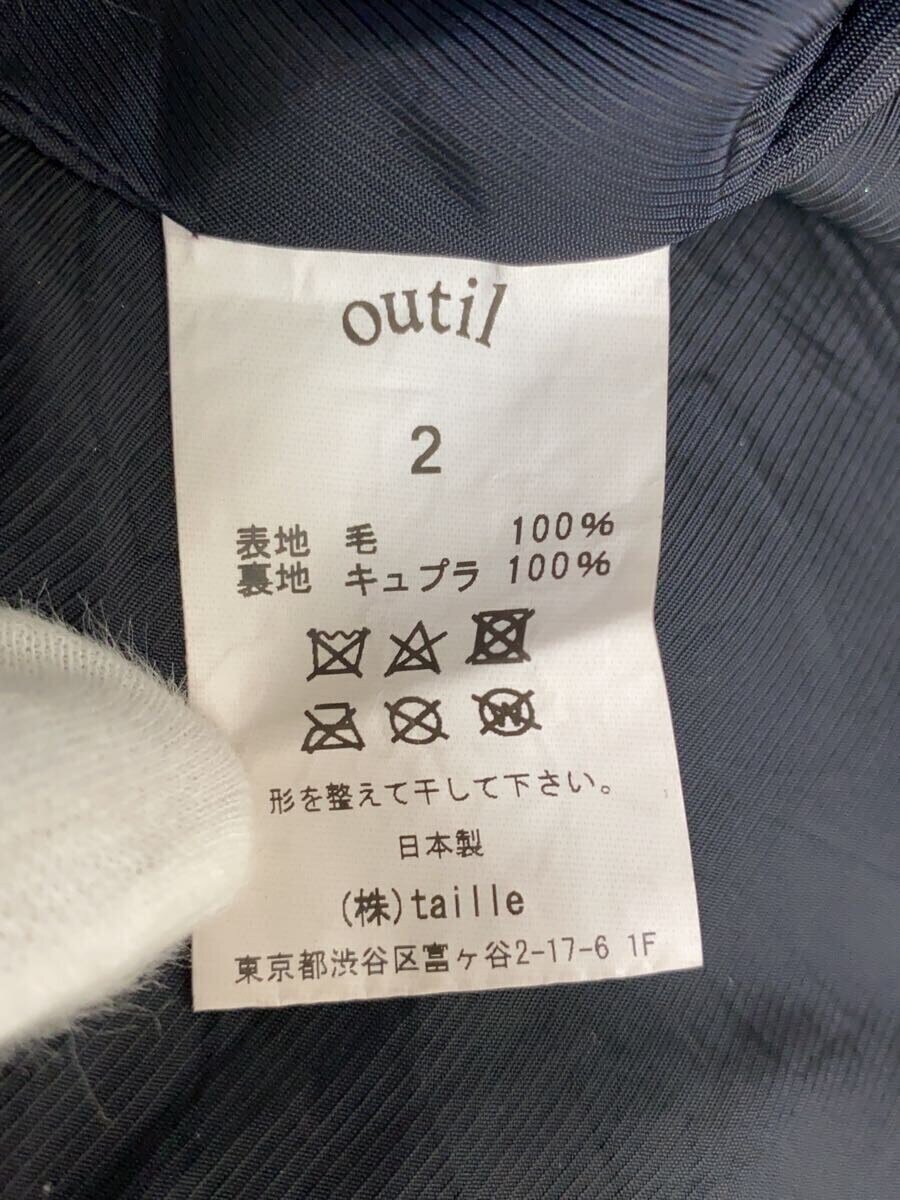 outil
2
表地 毛 100%
裏地 キュプラ 100%
W
形を整えて干して下さい。
日本製
(株)taille
東京都渋谷区富ヶ谷2-17-6 1F